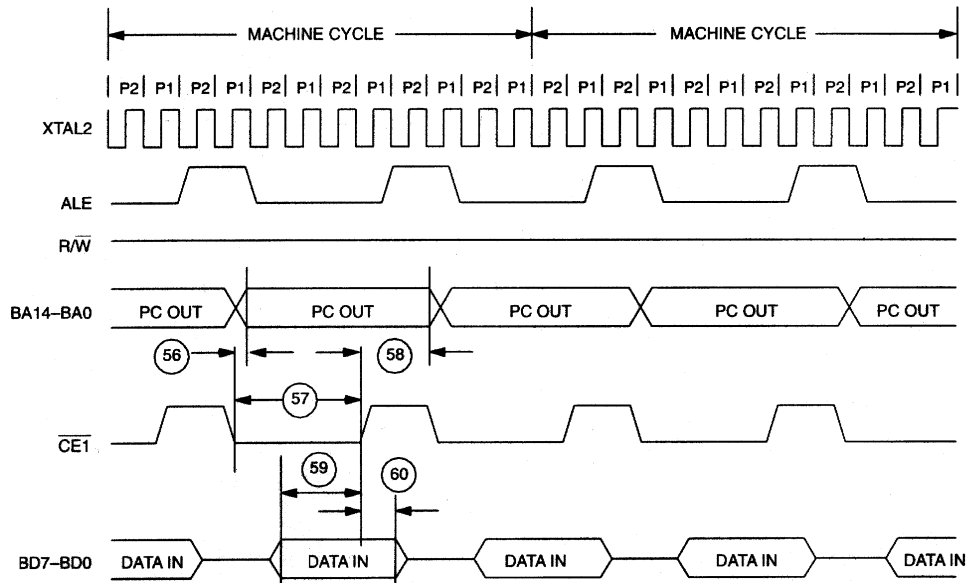 MACHINE CYCLE MACHINE CYCLE
P2 P1 P2 P1 P2 P1 P2 P1 P2 P1 P2 P1 P2 P1 P2 P1 P2 P1 P2 P1 P2 P1 P2 P1
XTAL2
ALE
R/W̅
BA14–BA0 PC OUT PC OUT PC OUT PC OUT PC OUT
56 58
57
C̅E̅1̅
59 60
BD7–BD0 DATA IN DATA IN DATA IN DATA IN DATA IN